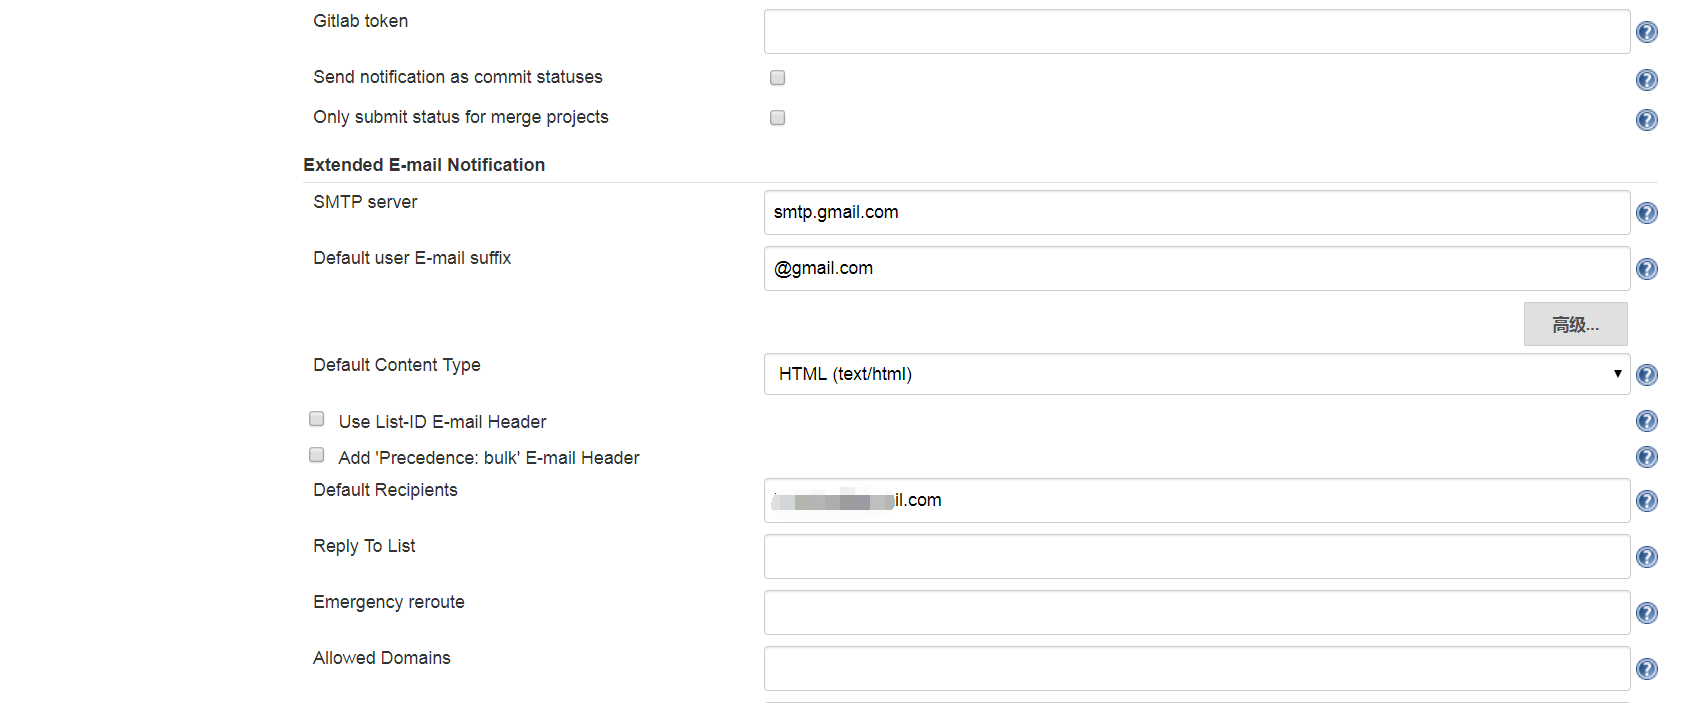 Gitlab token
Send notification as commit statuses
Only submit status for merge projects
Extended E-mail Notification
SMTP server
smtp.gmail.com
Default user E-mail suffix
@gmail.com
高级...
Default Content Type
HTML (text/html)
Use List-ID E-mail Header
Add 'Precedence: bulk' E-mail Header
Default Recipients
il.com
Reply To List
Emergency reroute
Allowed Domains